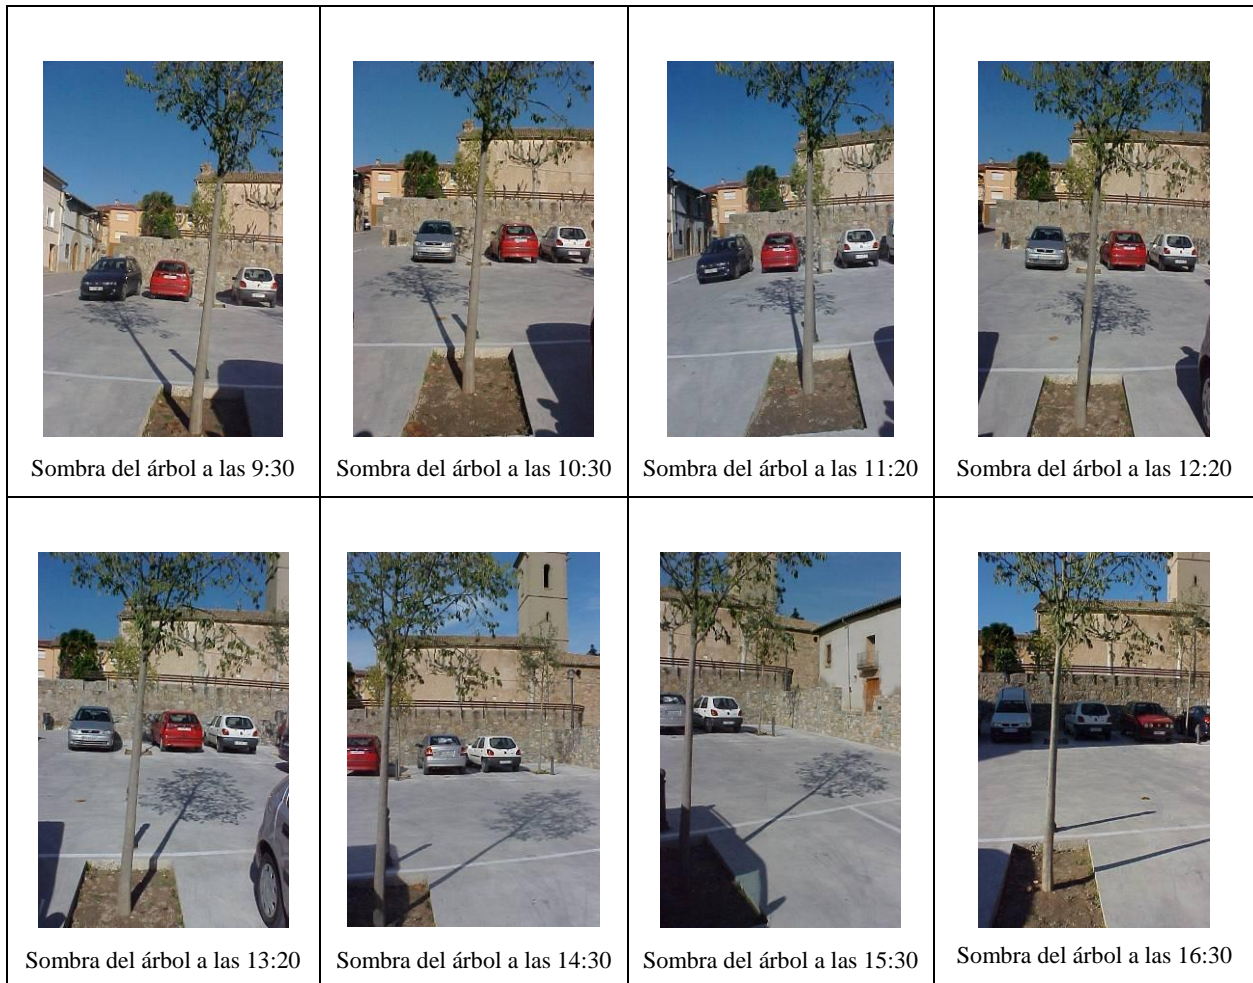 Sombra del árbol a las 9:30
Sombra del árbol a las 10:30
Sombra del árbol a las 11:20
Sombra del árbol a las 12:20
Sombra del árbol a las 13:20
Sombra del árbol a las 14:30
Sombra del árbol a las 15:30
Sombra del árbol a las 16:30